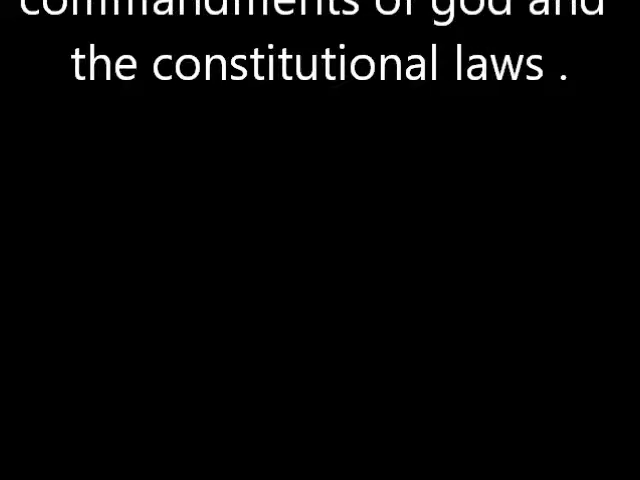 commandments of god and
the constitutional laws .